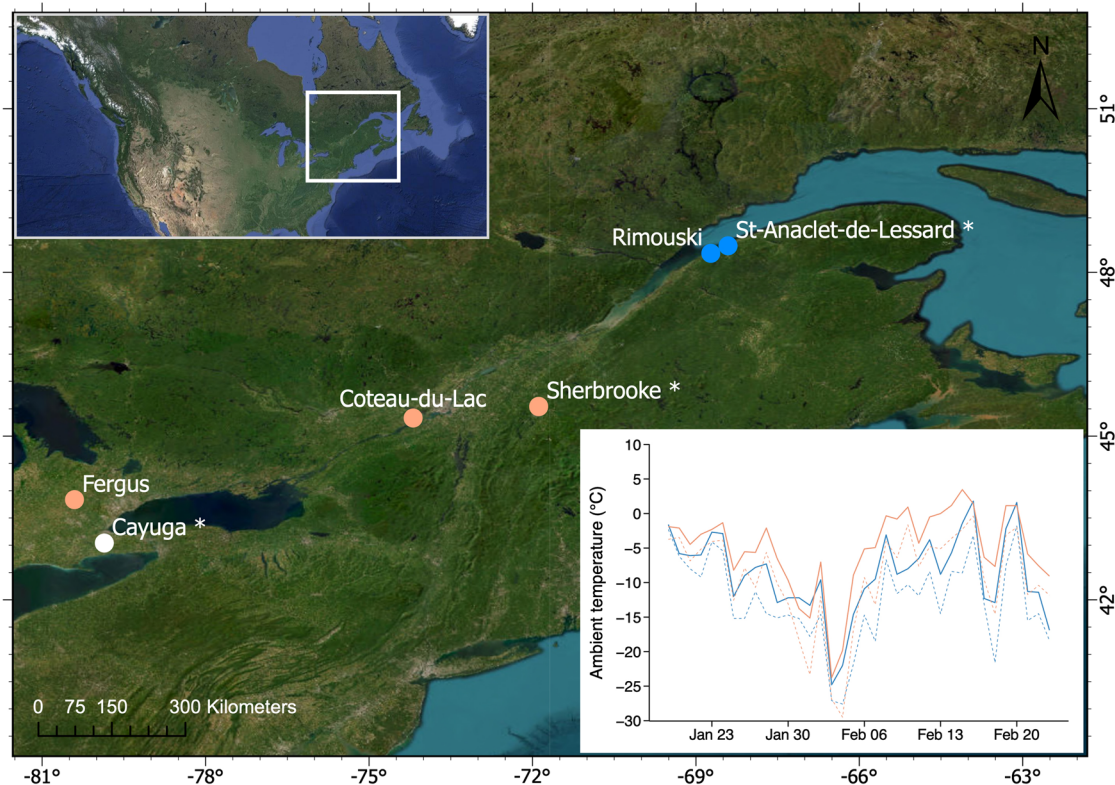 N
51°
St-Anaclet-de-Lessard *
Rimouski
48°
Sherbrooke *
Coteau-du-Lac
45°
Fergus
Cayuga *
42°
0 75 150 300 Kilometers
-81° -78° -75° -72° -69° -66° -63°
Ambient temperature (°C)
10
5
0
−5
−10
−15
−20
−25
−30
Jan 23 Jan 30 Feb 06 Feb 13 Feb 20